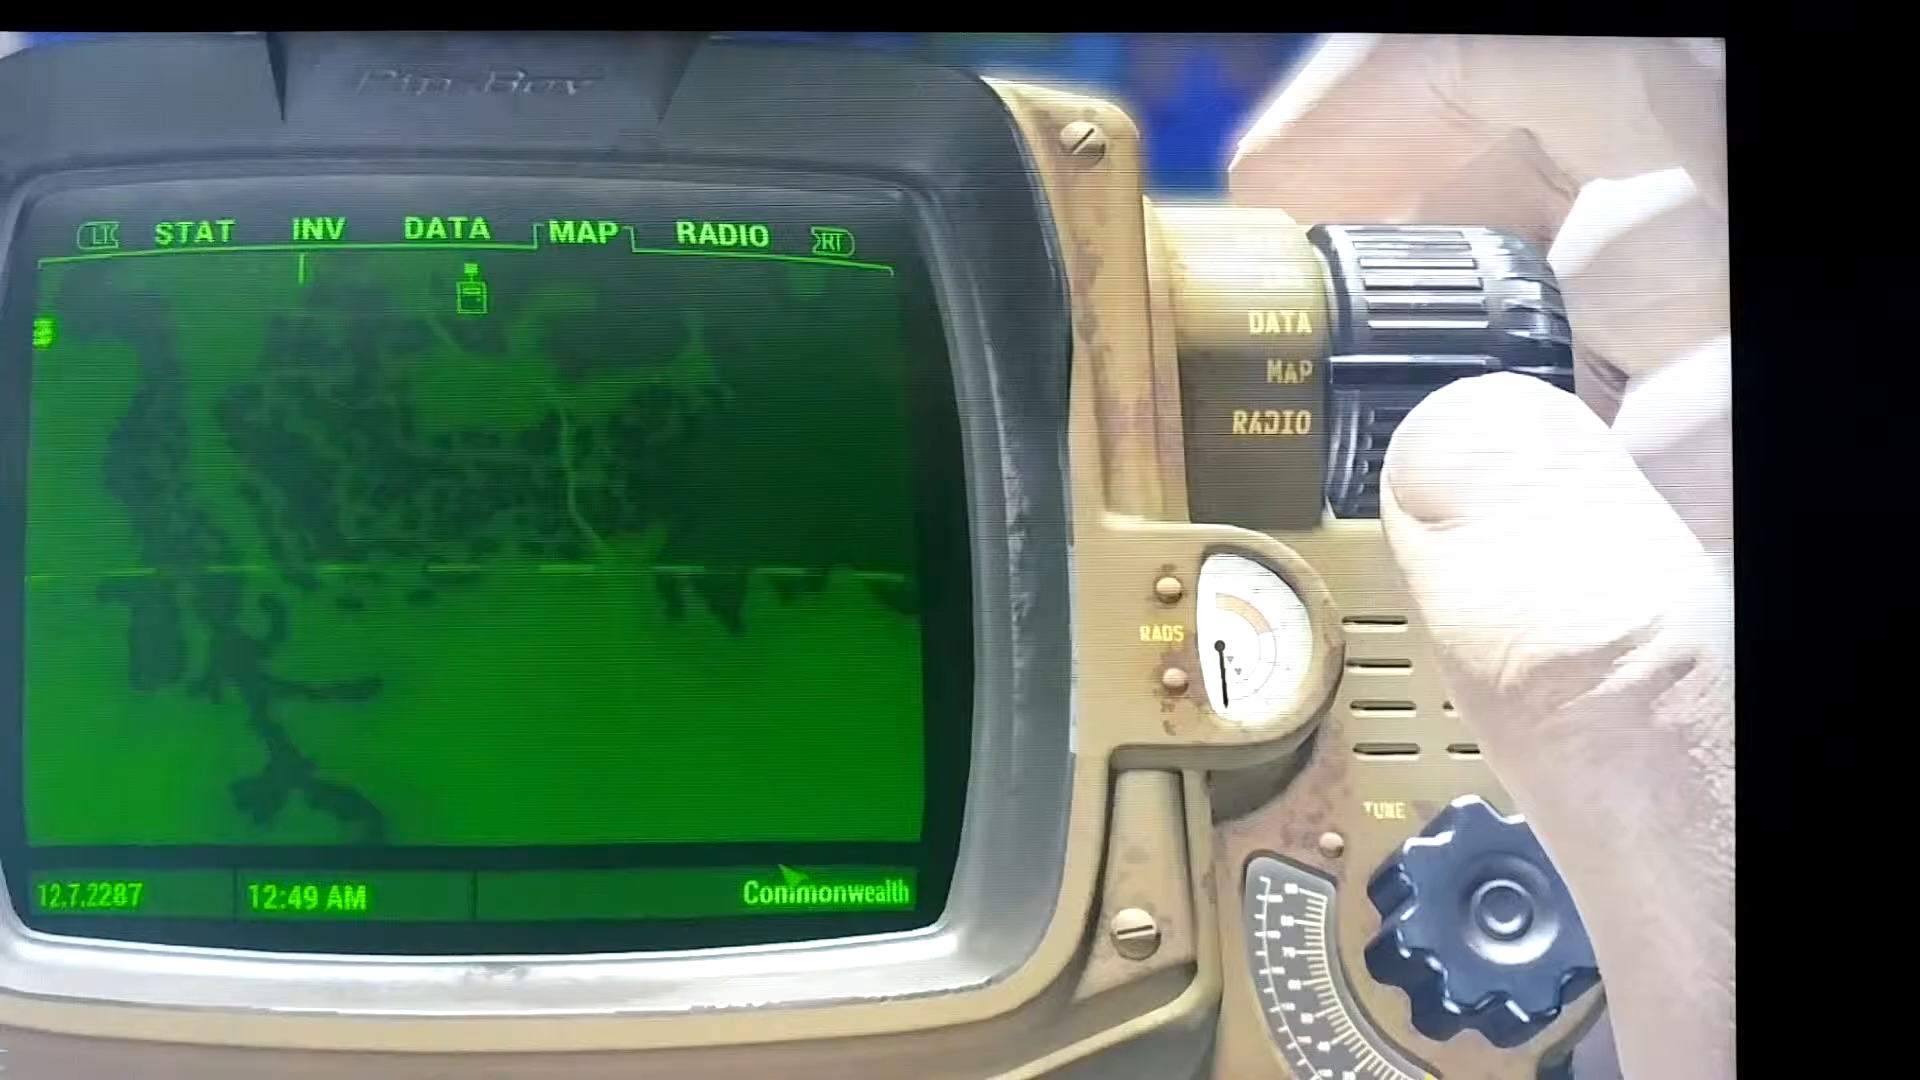 Pip-Boy
LT STAT INV DATA MAP RADIO RT
DATA
MAP
RADIO
RADS
TUNE
12.7.2287 12:49 AM Commonwealth